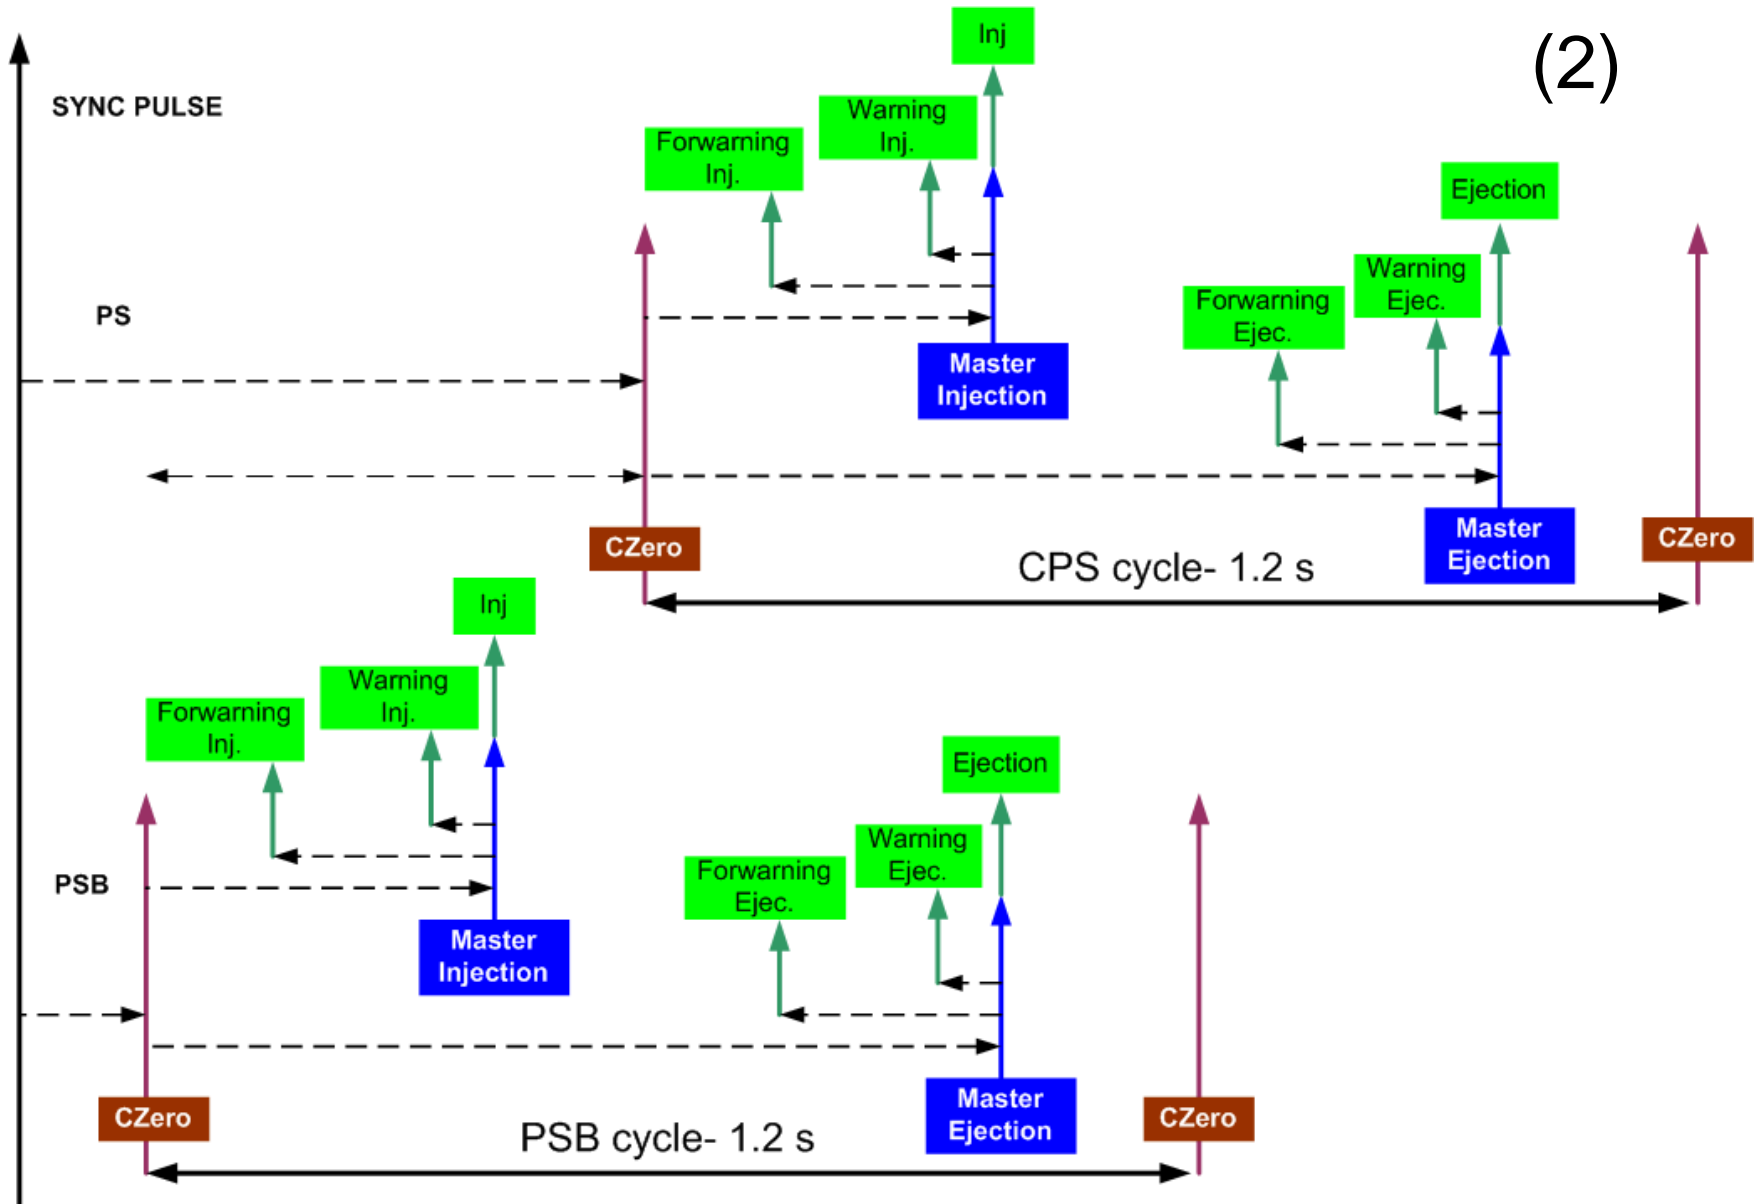 (2)
SYNC PULSE
Inj
Warning
Inj.
Forwarning
Inj.
Ejection
Warning
Ejec.
Forwarning
Ejec.
PS
Master
Injection
Master
Ejection
CZero
CZero
CPS cycle- 1.2 s
Inj
Warning
Inj.
Forwarning
Inj.
Ejection
Warning
Ejec.
Forwarning
Ejec.
PSB
Master
Injection
Master
Ejection
CZero
CZero
PSB cycle- 1.2 s